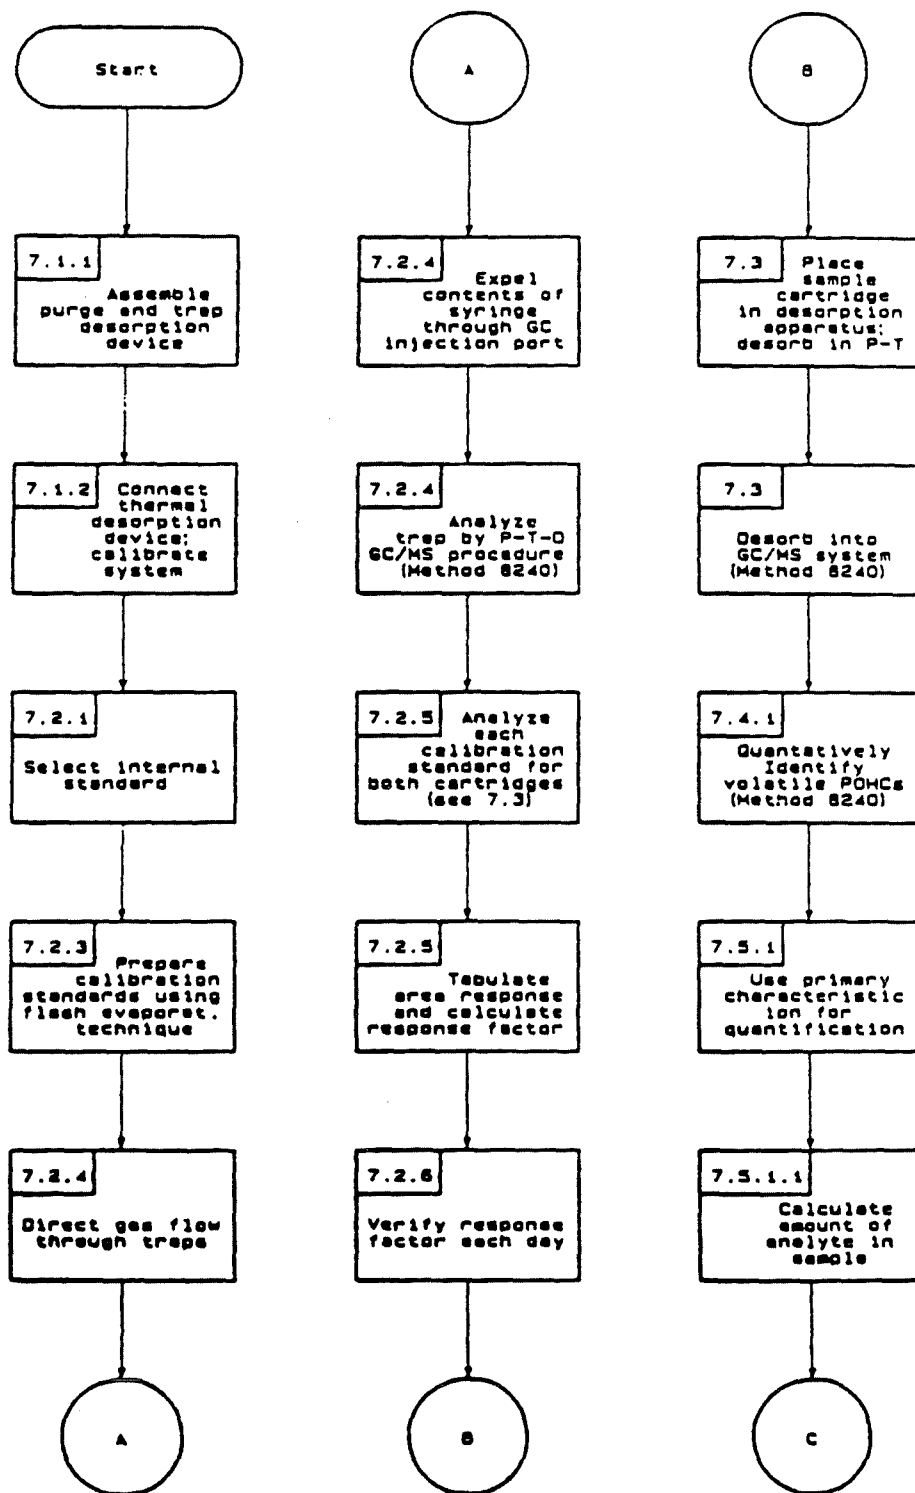 Start
7.1.1
Assemble
purge and trap
desorption
device
7.1.2 Connect
thermal
desorption
device;
calibrate
system
7.2.1
Select internal
standard
7.2.3
Prepare
calibration
standards using
flash evaporat.
technique
7.2.4
Direct gas flow
through traps
A
A
7.2.4
Expel
contents of
syringe
through GC
injection port
7.2.4
Analyze
trap by P-T-D
GC/MS procedure
(Method 8240)
7.2.5 Analyze
each
calibration
standard for
both cartridges
(see 7.3)
7.2.5
Tabulate
area response
and calculate
response factor
7.2.6
Verify response
factor each day
B
B
7.3 Place
sample
cartridge
in desorption
apparatus;
desorb in P-T
7.3
Desorb into
GC/MS system
(Method 8240)
7.4.1
Quantatively
Identify
volatile POHCs
(Method 8240)
7.5.1
Use primary
characteristic
ion for
quantification
7.5.1.1
Calculate
amount of
analyte in
sample
C